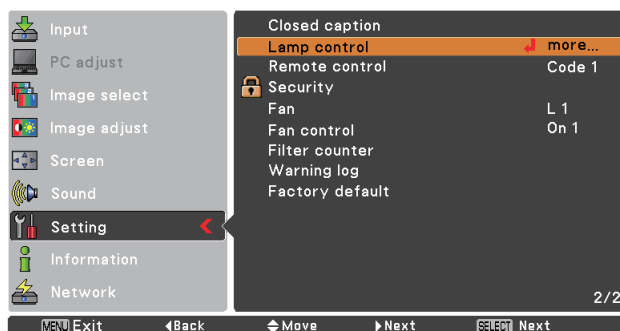 Input
PC adjust
Image select
Image adjust
Screen
Sound
Setting
Information
Network
Closed caption
Lamp control more...
Remote control Code 1
Security
Fan L 1
Fan control On 1
Filter counter
Warning log
Factory default
2/2
MENU Exit Back Move Next SELECT Next